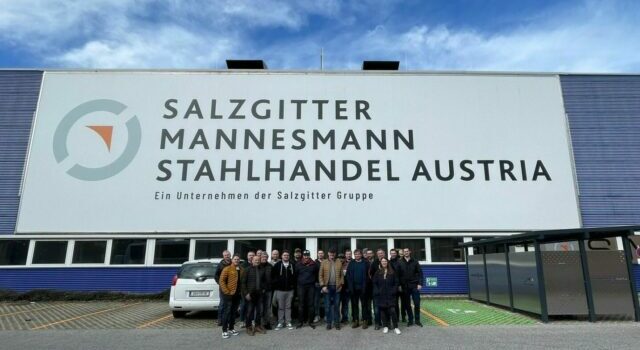 SALZGITTER
MANNESMANN
STAHLHANDEL AUSTRIA
Ein Unternehmen der Salzgitter Gruppe